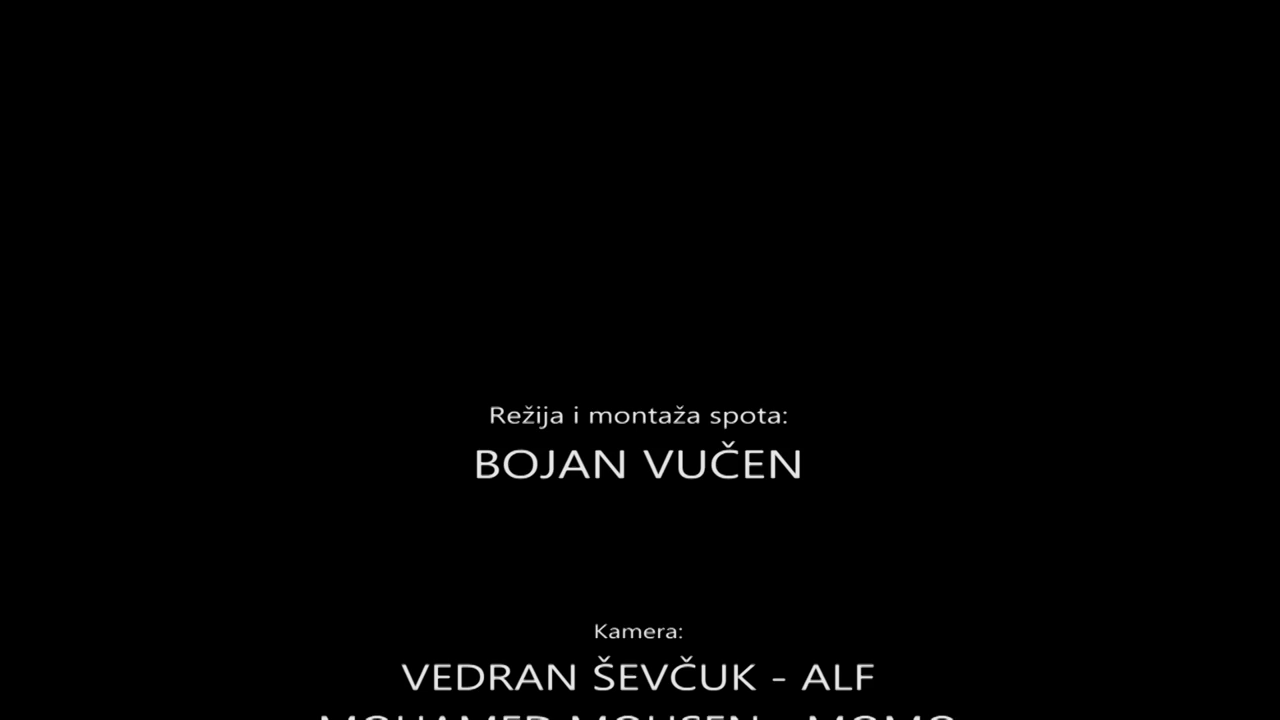 Režija i montaža spota:
BOJAN VUČEN
Kamera:
VEDRAN ŠEVČUK - ALF